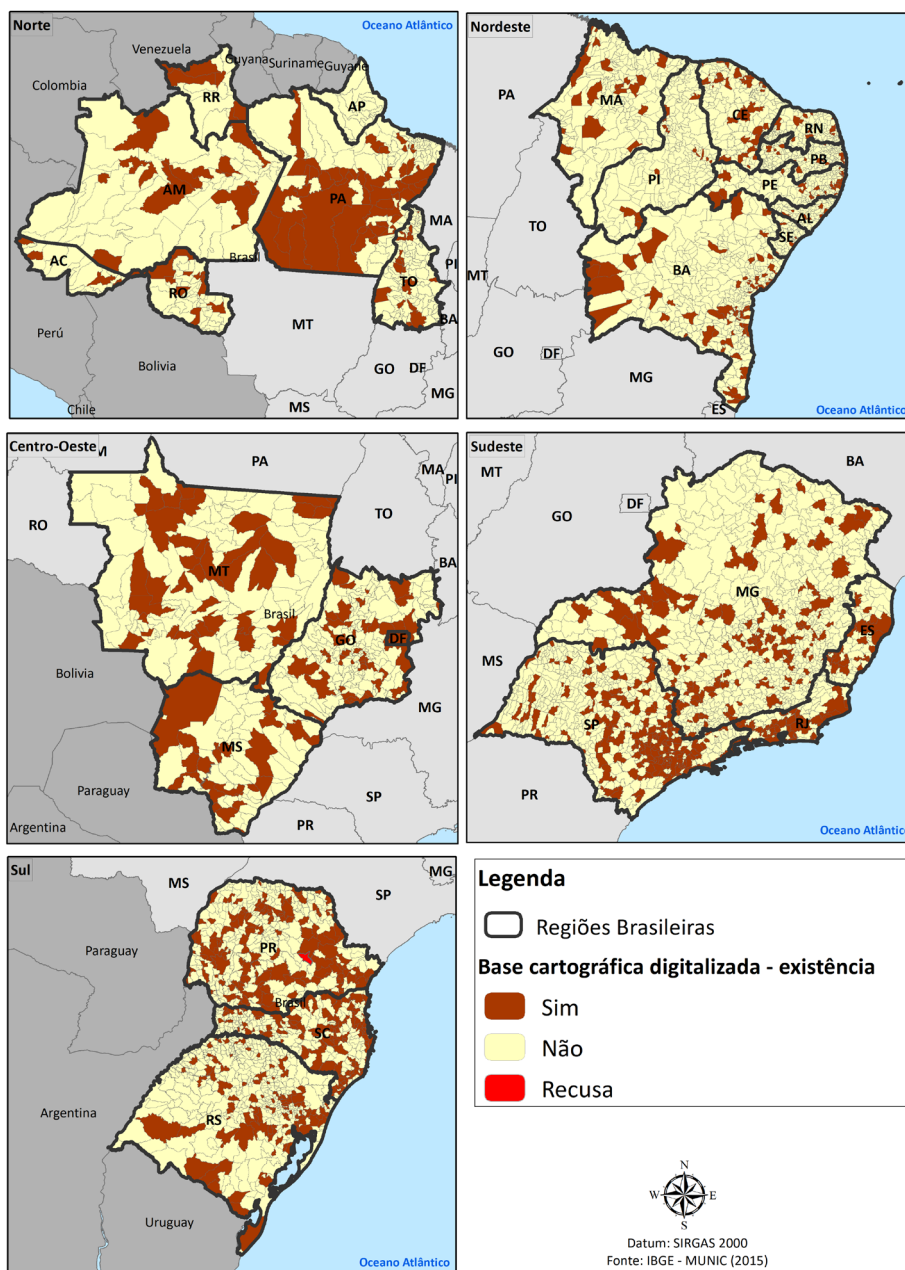 Norte
Oceano Atlântico
Venezuela
Guyana
Suriname
Guyane
Colombia
RR
AP
AM
PA
MA
AC
Brasil
PI
RO
TO
MT
BA
Perú
Bolivia
GO
DF
MG
Chile
MS
Nordeste
PA
MA
CE
RN
PB
PI
PE
TO
AL
SE
MT
BA
GO
DF
MG
ES
Oceano Atlântico
Centro-Oeste
M
PA
MA
PI
RO
TO
BA
MT
Brasil
GO
DF
Bolivia
MG
MS
Paraguay
SP
PR
Argentina
Sudeste
MT
BA
DF
GO
MG
ES
MS
SP
RJ
PR
Oceano Atlântico
Sul
MS
MG
SP
Paraguay
PR
Brasil
SC
Argentina
RS
Uruguay
Oceano Atlântico
Legenda
Regiões Brasileiras
Base cartográfica digitalizada - existência
Sim
Não
Recusa
N
W
E
S
Datum: SIRGAS 2000
Fonte: IBGE - MUNIC (2015)